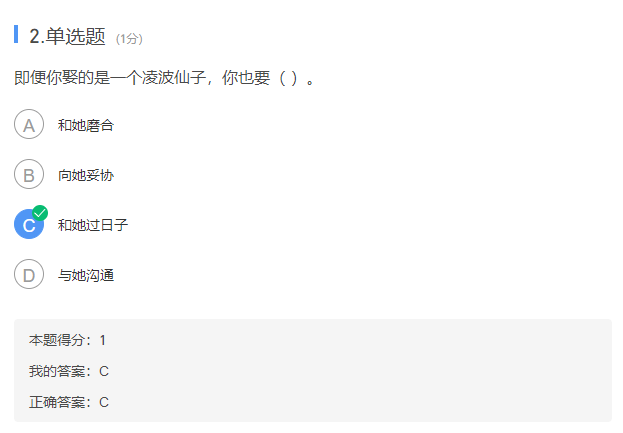 2.单选题 (1分)
即便你娶的是一个凌波仙子，你也要（ ）。
A 和她磨合
B 向她妥协
C 和她过日子
D 与她沟通
本题得分：1
我的答案：C
正确答案：C